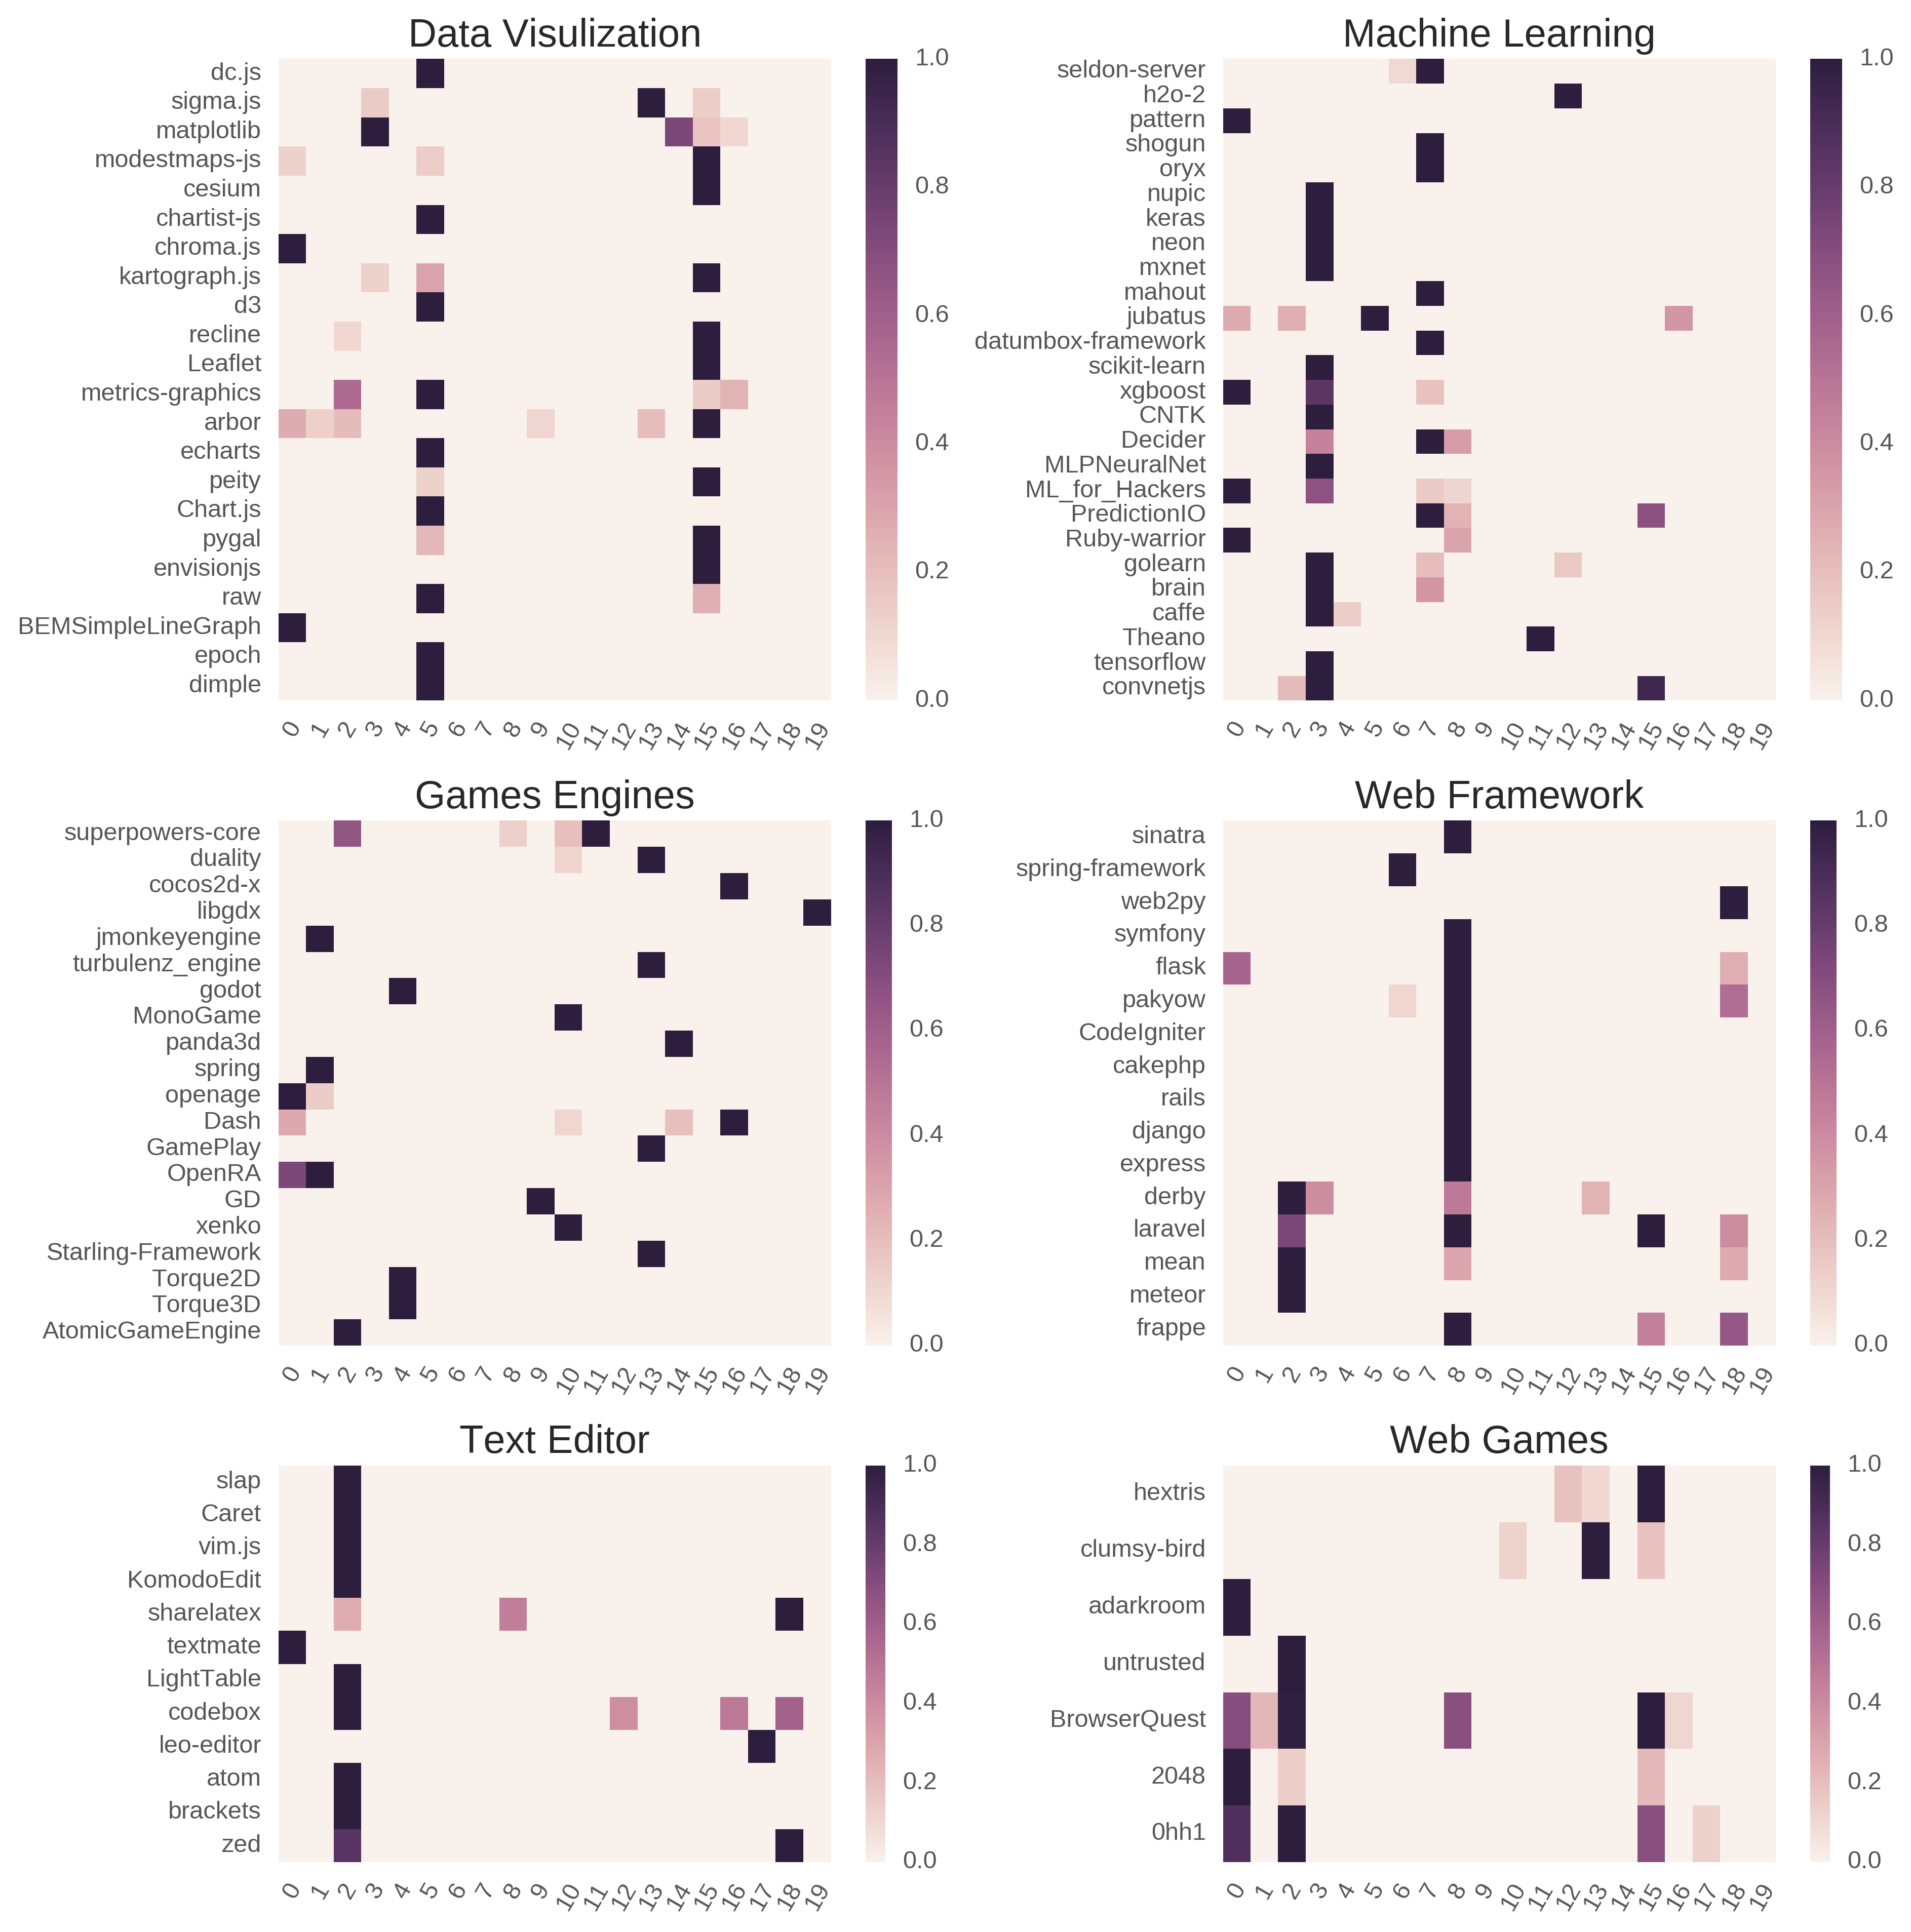 Data Visulization
dc.js
sigma.js
matplotlib
modestmaps-js
cesium
chartist-js
chroma.js
kartograph.js
d3
recline
Leaflet
metrics-graphics
arbor
echarts
peity
Chart.js
pygal
envisionjs
raw
BEMSimpleLineGraph
epoch
dimple
0 1 2 3 4 5 6 7 8 9 10 11 12 13 14 15 16 17 18 19
1.0
0.8
0.6
0.4
0.2
0.0
Machine Learning
seldon-server
h2o-2
pattern
shogun
oryx
nupic
keras
neon
mxnet
mahout
jubatus
datumbox-framework
scikit-learn
xgboost
CNTK
Decider
MLPNeuralNet
ML_for_Hackers
PredictionIO
Ruby-warrior
golearn
brain
caffe
Theano
tensorflow
convnetjs
0 1 2 3 4 5 6 7 8 9 10 11 12 13 14 15 16 17 18 19
1.0
0.8
0.6
0.4
0.2
0.0
Games Engines
superpowers-core
duality
cocos2d-x
libgdx
jmonkeyengine
turbulenz_engine
godot
MonoGame
panda3d
spring
openage
Dash
GamePlay
OpenRA
GD
xenko
Starling-Framework
Torque2D
Torque3D
AtomicGameEngine
0 1 2 3 4 5 6 7 8 9 10 11 12 13 14 15 16 17 18 19
1.0
0.8
0.6
0.4
0.2
0.0
Web Framework
sinatra
spring-framework
web2py
symfony
flask
pakyow
CodeIgniter
cakephp
rails
django
express
derby
laravel
mean
meteor
frappe
0 1 2 3 4 5 6 7 8 9 10 11 12 13 14 15 16 17 18 19
1.0
0.8
0.6
0.4
0.2
0.0
Text Editor
slap
Caret
vim.js
KomodoEdit
sharelatex
textmate
LightTable
codebox
leo-editor
atom
brackets
zed
0 1 2 3 4 5 6 7 8 9 10 11 12 13 14 15 16 17 18 19
1.0
0.8
0.6
0.4
0.2
0.0
Web Games
hextris
clumsy-bird
adarkroom
untrusted
BrowserQuest
2048
0hh1
0 1 2 3 4 5 6 7 8 9 10 11 12 13 14 15 16 17 18 19
1.0
0.8
0.6
0.4
0.2
0.0